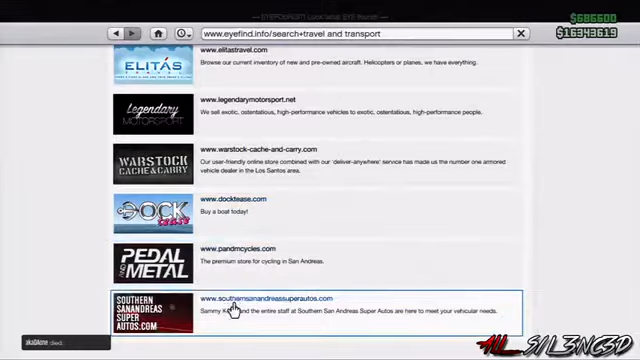 $686600
www.eyefind.info/search+travel and transport
$16343619
ELITÁS
TRAVEL
www.elitastravel.com
Browse our current inventory of new and pre-owned aircraft. Helicopters or planes, we have everything.
Legendary
MOTORSPORT
www.legendarymotorsport.net
We sell exotic, ostentatious, high-performance vehicles to exotic, ostentatious, high-performance people.
WARSTOCK
CACHE & CARRY
www.warstock-cache-and-carry.com
Our user-friendly online store combined with our 'deliver-anywhere' service has made us the number one armored
vehicle dealer in the Los Santos area.
DOCK
tease
www.docktease.com
Buy a boat today!
PEDAL
AND
METAL
www.pandmcycles.com
The premium store for cycling in San Andreas.
SOUTHERN
SANANDREAS
SUPER
AUTOS.COM
www.southernsanandreassuperautos.com
Sammy and the entire staff at Southern San Andreas Super Autos are here to meet your vehicular needs.
died.